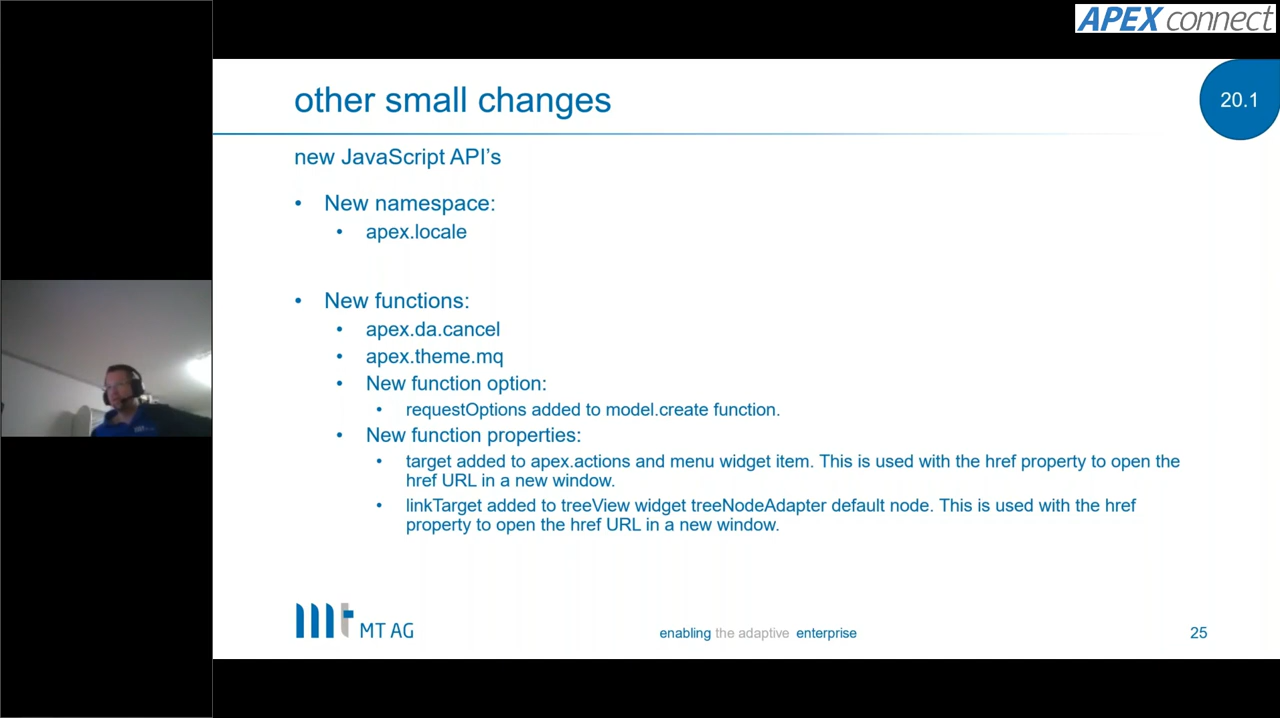 APEX connect
other small changes
20.1
new JavaScript API's
• New namespace:
• apex.locale
• New functions:
• apex.da.cancel
• apex.theme.mq
• New function option:
• requestOptions added to model.create function.
• New function properties:
• target added to apex.actions and menu widget item. This is used with the href property to open the
href URL in a new window.
• linkTarget added to treeView widget treeNodeAdapter default node. This is used with the href
property to open the href URL in a new window.
mt MT AG
enabling the adaptive enterprise
25